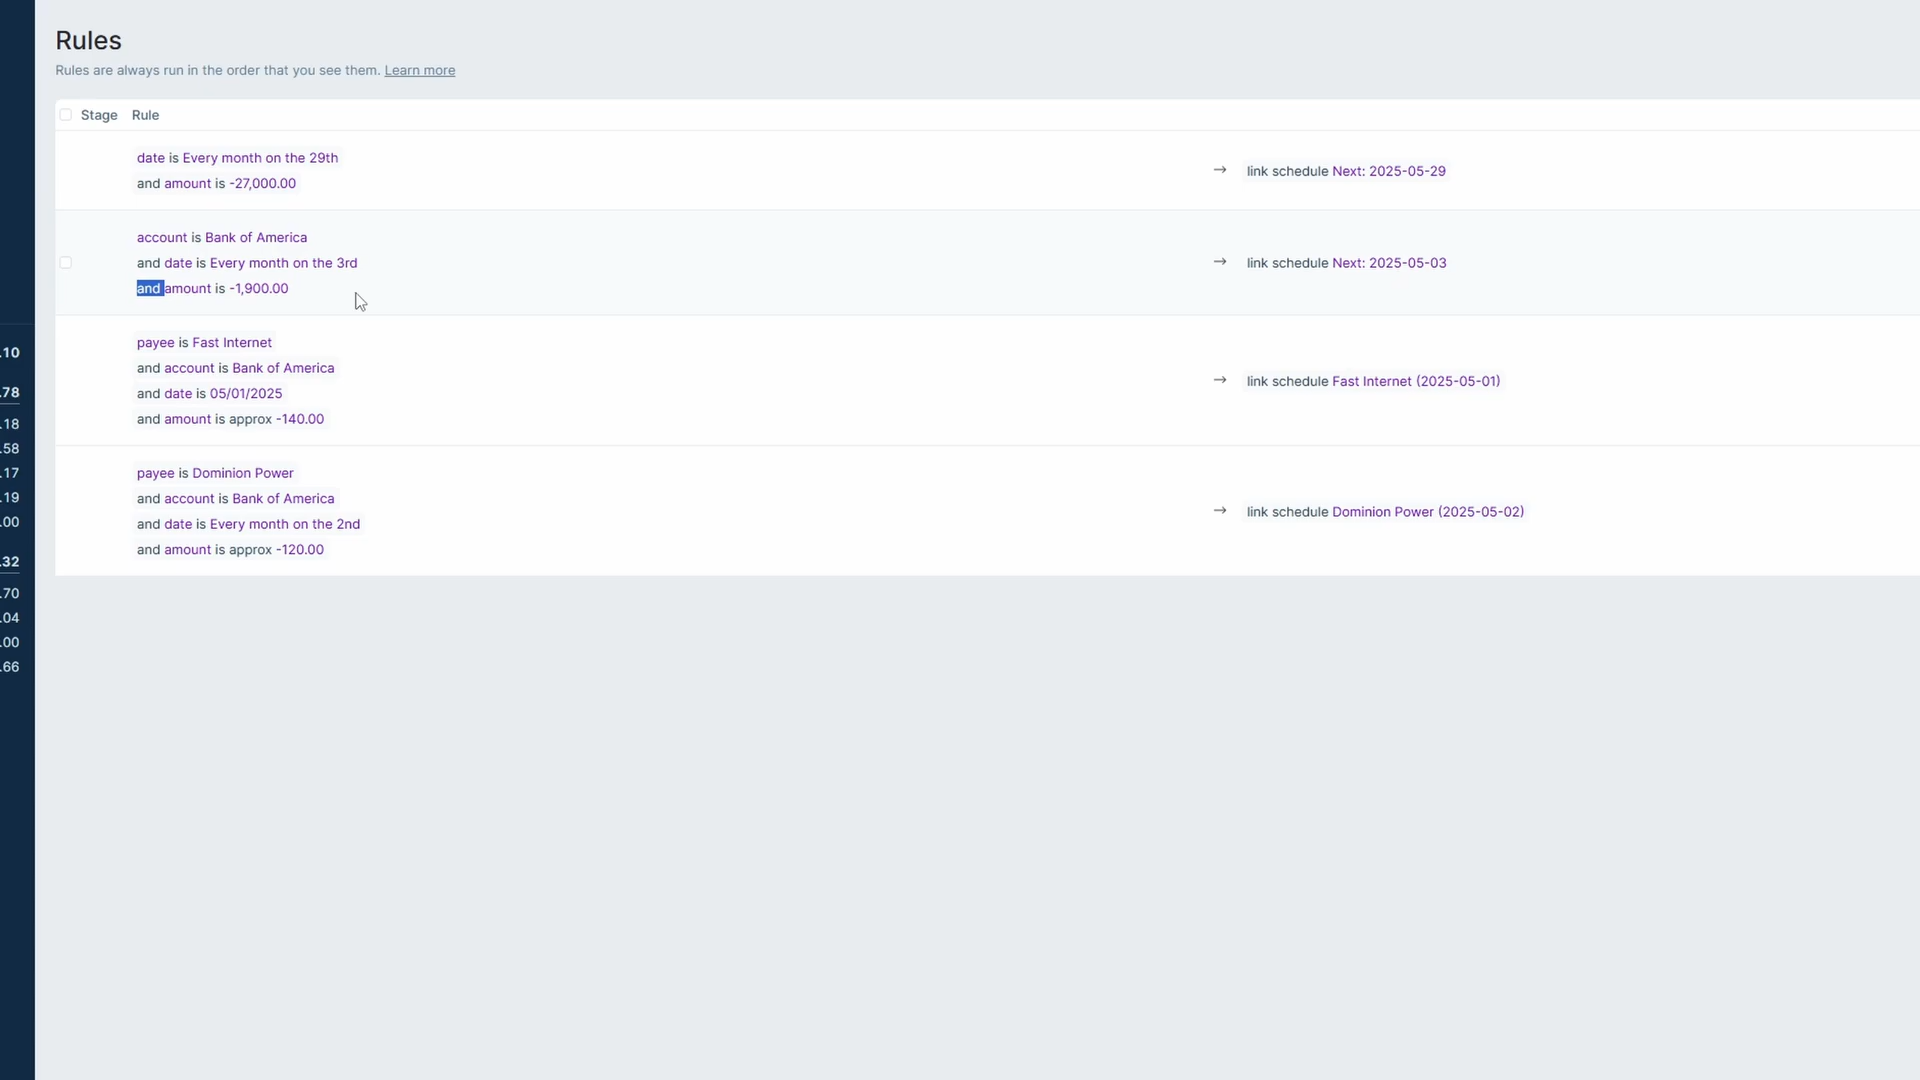 Rules
Rules are always run in the order that you see them. Learn more
Stage Rule
date is Every month on the 29th
and amount is -27,000.00
→ link schedule Next: 2025-05-29
account is Bank of America
and date is Every month on the 3rd
and amount is -1,900.00
→ link schedule Next: 2025-05-03
payee is Fast Internet
and account is Bank of America
and date is 05/01/2025
and amount is approx -140.00
→ link schedule Fast Internet (2025-05-01)
payee is Dominion Power
and account is Bank of America
and date is Every month on the 2nd
and amount is approx -120.00
→ link schedule Dominion Power (2025-05-02)
.10
.78
.18
.58
.17
.19
.00
.32
.70
.04
.00
.66